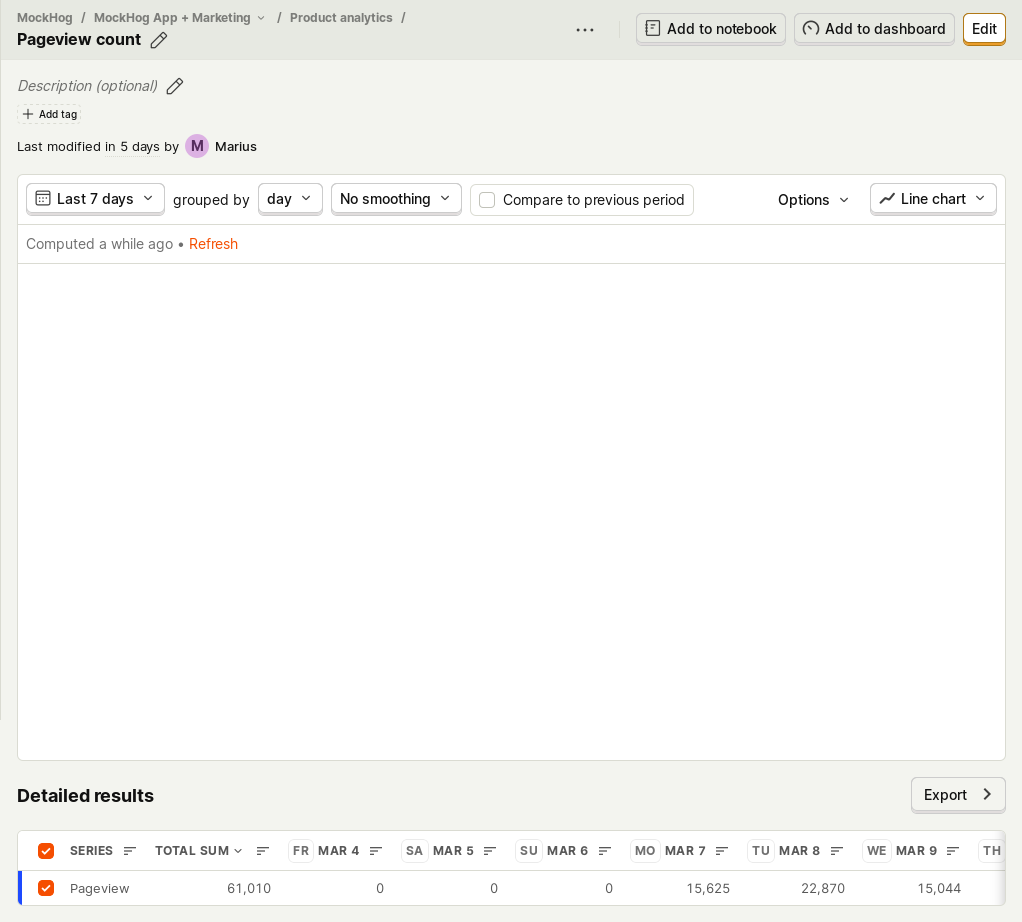 MockHog / MockHog App + Marketing / Product analytics /
Pageview count
Add to notebook
Add to dashboard
Edit
Description (optional)
Add tag
Last modified in 5 days by M Marius
Last 7 days grouped by day No smoothing Compare to previous period Options Line chart
Computed a while ago • Refresh
Detailed results
Export
SERIES TOTAL SUM FR MAR 4 SA MAR 5 SU MAR 6 MO MAR 7 TU MAR 8 WE MAR 9 TH
Pageview 61,010 0 0 0 15,625 22,870 15,044